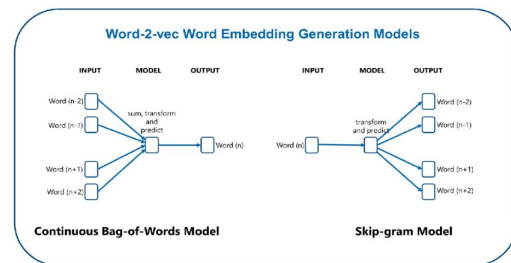 Word-2-vec Word Embedding Generation Models
INPUT MODEL OUTPUT
Word (n-2)
Word (n-1)
sum, transform
and
predict
Word (n)
Word (n+1)
Word (n+2)
Continuous Bag-of-Words Model
INPUT MODEL OUTPUT
Word (n)
transform
and predict
Word (n-2)
Word (n-1)
Word (n+1)
Word (n+2)
Skip-gram Model